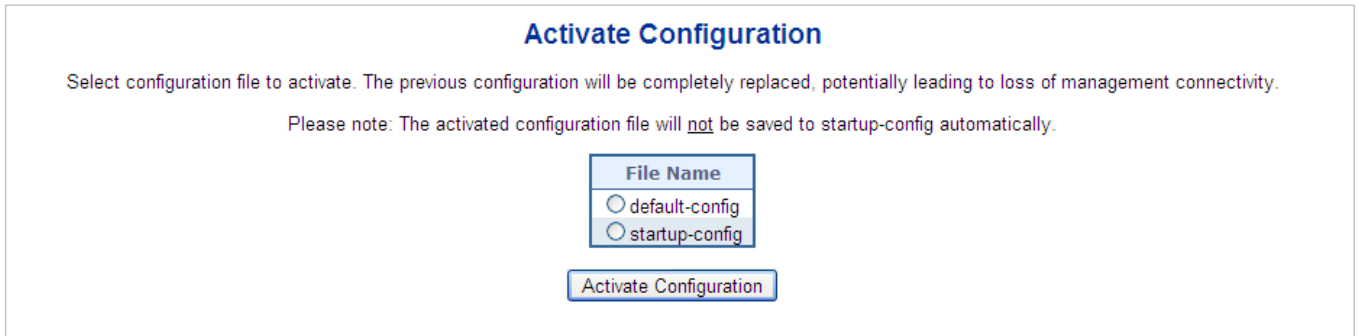 Activate Configuration
Select configuration file to activate. The previous configuration will be completely replaced, potentially leading to loss of management connectivity.
Please note: The activated configuration file will not be saved to startup-config automatically.
File Name
default-config
startup-config
Activate Configuration